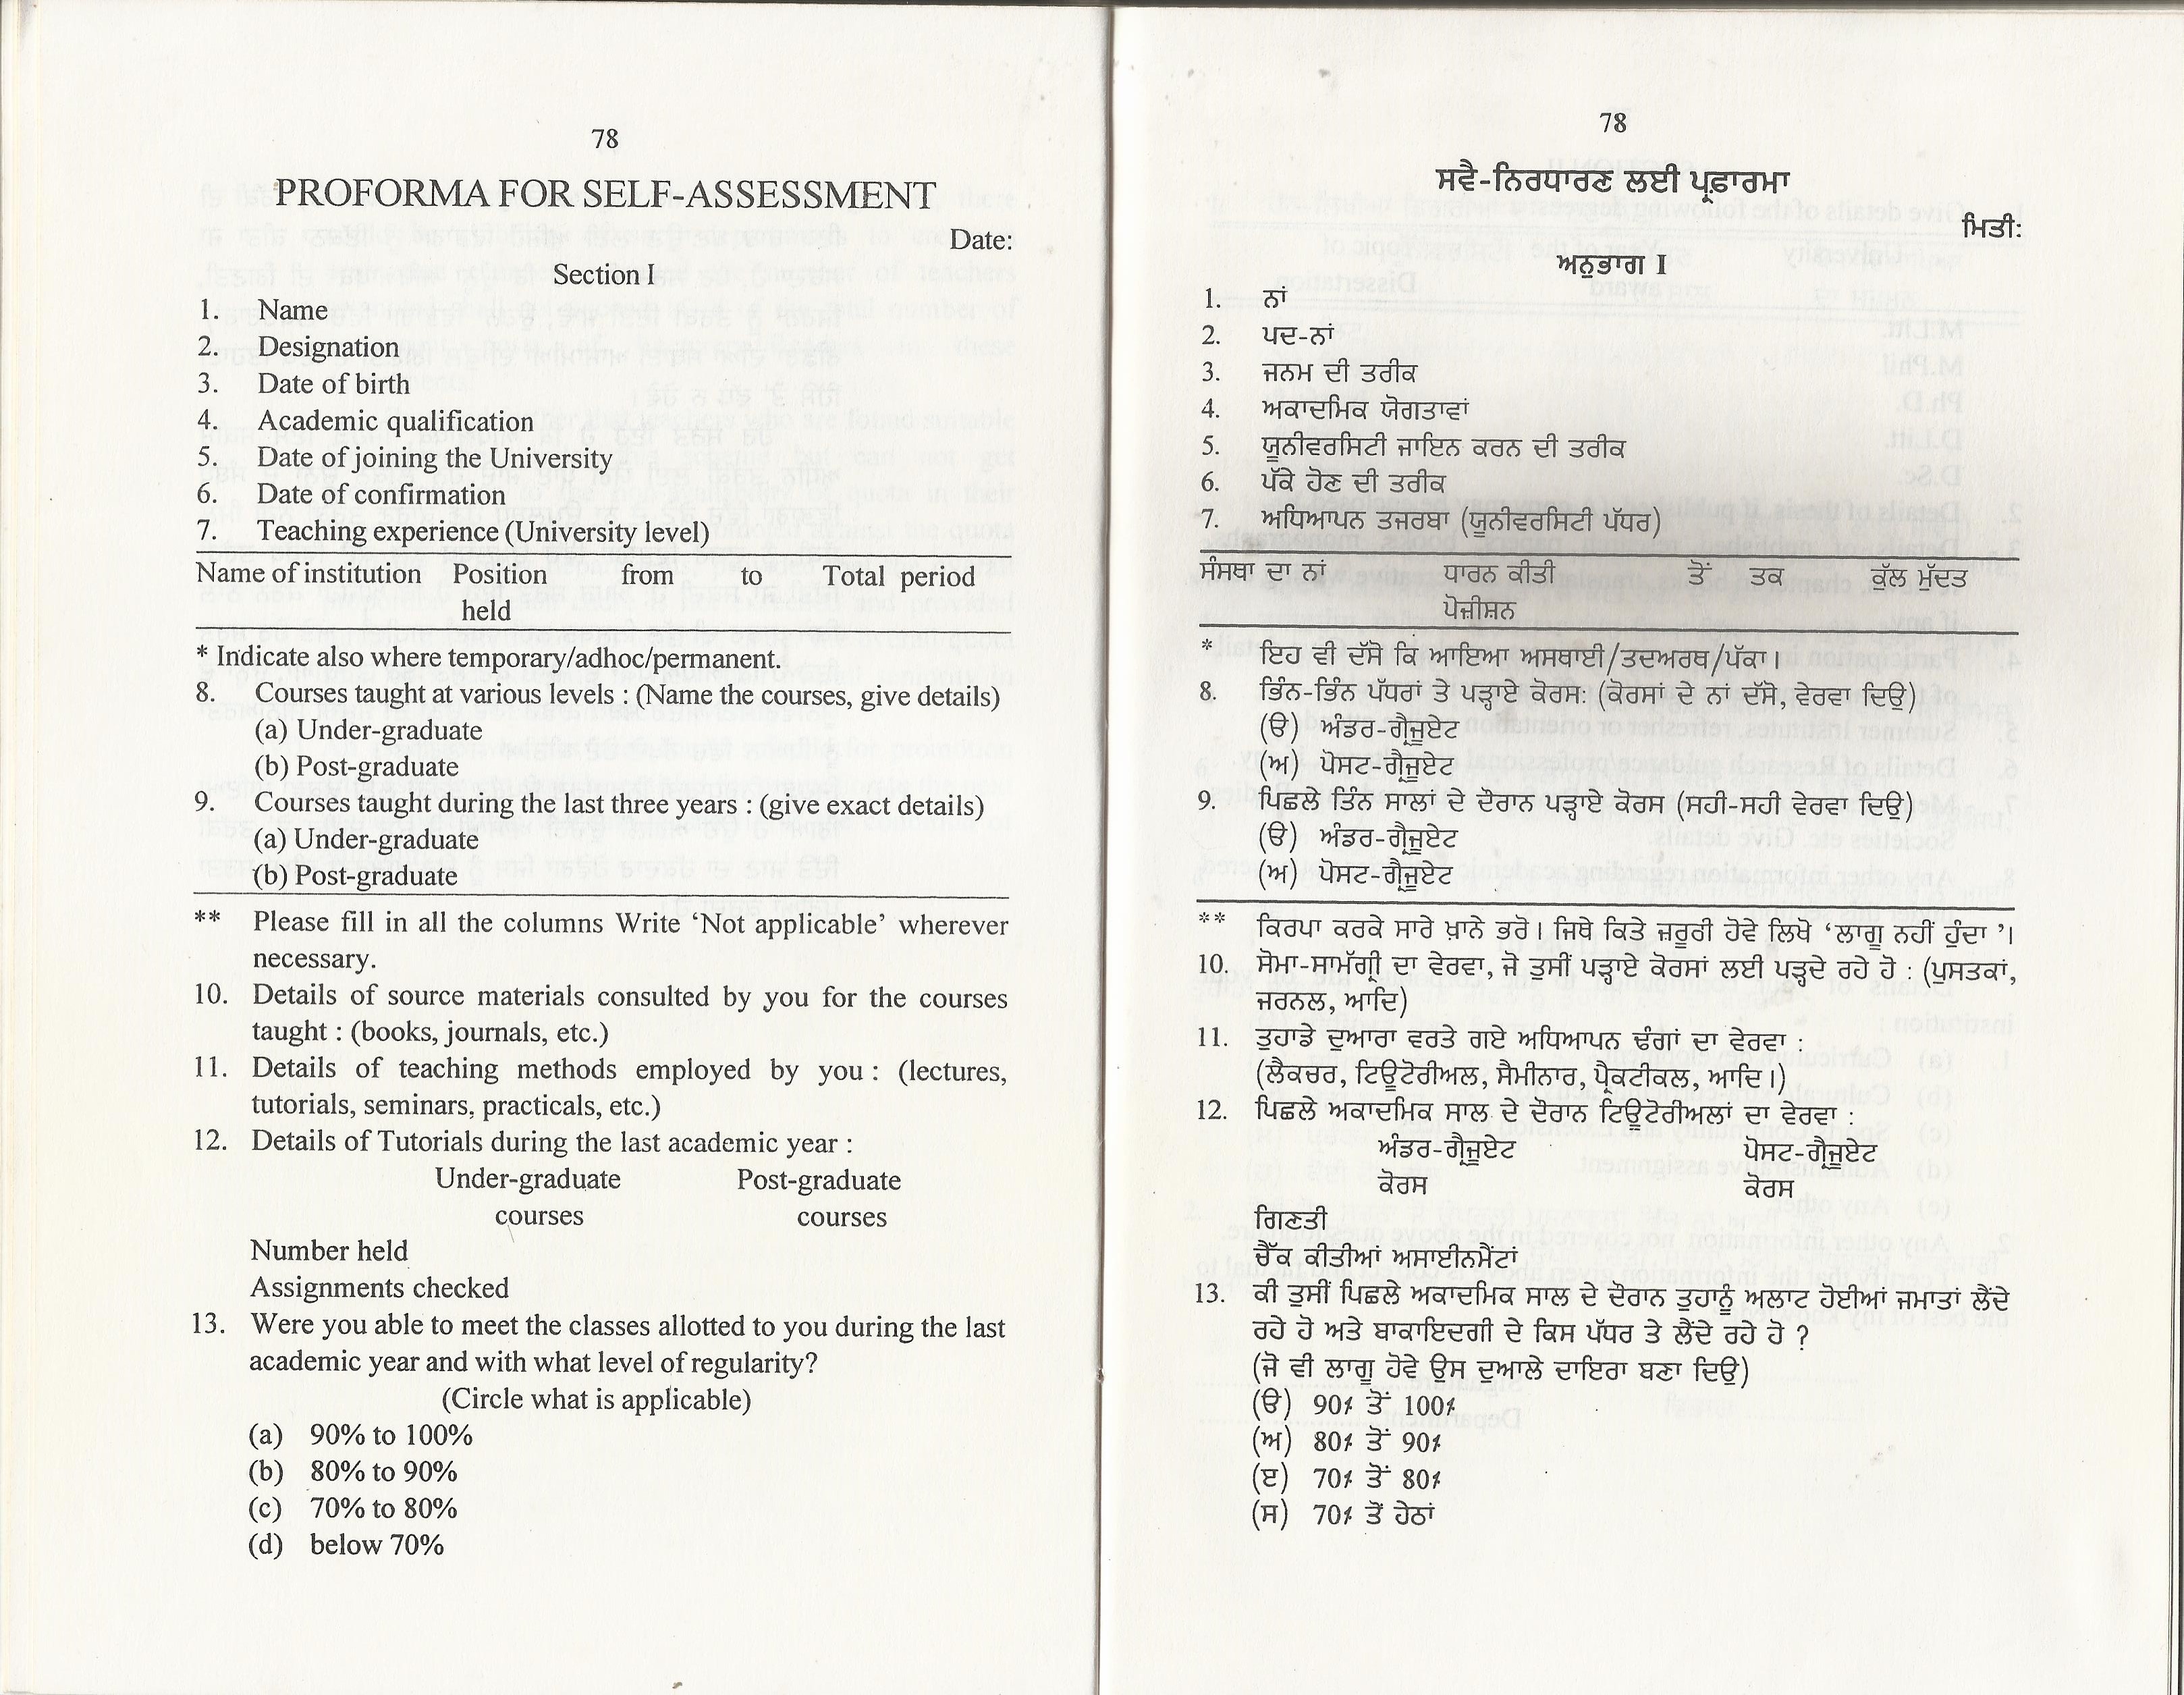 78
PROFORMA FOR SELF-ASSESSMENT
Date:
Section I
1. Name
2. Designation
3. Date of birth
4. Academic qualification
5. Date of joining the University
6. Date of confirmation
7. Teaching experience (University level)
Name of institution Position from to Total period
held
* Indicate also where temporary/adhoc/permanent.
8. Courses taught at various levels : (Name the courses, give details)
(a) Under-graduate
(b) Post-graduate
9. Courses taught during the last three years : (give exact details)
(a) Under-graduate
(b) Post-graduate
** Please fill in all the columns Write ‘Not applicable’ wherever
necessary.
10. Details of source materials consulted by you for the courses
taught : (books, journals, etc.)
11. Details of teaching methods employed by you : (lectures,
tutorials, seminars, practicals, etc.)
12. Details of Tutorials during the last academic year :
Under-graduate Post-graduate
courses courses
Number held
Assignments checked
13. Were you able to meet the classes allotted to you during the last
academic year and with what level of regularity?
(Circle what is applicable)
(a) 90% to 100%
(b) 80% to 90%
(c) 70% to 80%
(d) below 70%
78
ਸਵੈ-ਨਿਰਧਾਰਣ ਲਈ ਪ੍ਰਫ਼ਾਰਮਾ
ਮਿਤੀ:
ਅਨੁਭਾਗ I
1. ਨਾਂ
2. ਪਦ-ਨਾਂ
3. ਜਨਮ ਦੀ ਤਰੀਕ
4. ਅਕਾਦਮਿਕ ਯੋਗਤਾਵਾਂ
5. ਯੂਨੀਵਰਸਿਟੀ ਜਾਇਨ ਕਰਨ ਦੀ ਤਰੀਕ
6. ਪੱਕੇ ਹੋਣ ਦੀ ਤਰੀਕ
7. ਅਧਿਆਪਨ ਤਜਰਬਾ (ਯੂਨੀਵਰਸਿਟੀ ਪੱਧਰ)
ਸੰਸਥਾ ਦਾ ਨਾਂ ਧਾਰਨ ਕੀਤੀ ਤੋਂ ਤਕ ਕੁੱਲ ਮੁੱਦਤ
ਪੋਜ਼ੀਸ਼ਨ
* ਇਹ ਵੀ ਦੱਸੋ ਕਿ ਆਇਆ ਅਸਥਾਈ/ਤਦਅਰਥ/ਪੱਕਾ।
8. ਭਿੰਨ-ਭਿੰਨ ਪੱਧਰਾਂ ਤੇ ਪੜ੍ਹਾਏ ਕੋਰਸ: (ਕੋਰਸਾਂ ਦੇ ਨਾਂ ਦੱਸੋ, ਵੇਰਵਾ ਦਿਉ)
(ੳ) ਅੰਡਰ-ਗ੍ਰੈਜੂਏਟ
(ਅ) ਪੋਸਟ-ਗ੍ਰੈਜੂਏਟ
9. ਪਿਛਲੇ ਤਿੰਨ ਸਾਲਾਂ ਦੇ ਦੌਰਾਨ ਪੜ੍ਹਾਏ ਕੋਰਸ (ਸਹੀ-ਸਹੀ ਵੇਰਵਾ ਦਿਉ)
(ੳ) ਅੰਡਰ-ਗ੍ਰੈਜੂਏਟ
(ਅ) ਪੋਸਟ-ਗ੍ਰੈਜੂਏਟ
** ਕਿਰਪਾ ਕਰਕੇ ਸਾਰੇ ਖ਼ਾਨੇ ਭਰੋ। ਜਿਥੇ ਕਿਤੇ ਜ਼ਰੂਰੀ ਹੋਵੇ ਲਿਖੋ ‘ਲਾਗੂ ਨਹੀਂ ਹੁੰਦਾ ’।
10. ਸੋਮਾ-ਸਾਮੱਗ੍ਰੀ ਦਾ ਵੇਰਵਾ, ਜੋ ਤੁਸੀਂ ਪੜ੍ਹਾਏ ਕੋਰਸਾਂ ਲਈ ਪੜ੍ਹਦੇ ਰਹੇ ਹੋ : (ਪੁਸਤਕਾਂ,
ਜਰਨਲ, ਆਦਿ)
11. ਤੁਹਾਡੇ ਦੁਆਰਾ ਵਰਤੇ ਗਏ ਅਧਿਆਪਨ ਢੰਗਾਂ ਦਾ ਵੇਰਵਾ :
(ਲੈਕਚਰ, ਟਿਊਟੋਰੀਅਲ, ਸੈਮੀਨਾਰ, ਪ੍ਰੈਕਟੀਕਲ, ਆਦਿ।)
12. ਪਿਛਲੇ ਅਕਾਦਮਿਕ ਸਾਲ ਦੇ ਦੌਰਾਨ ਟਿਊਟੋਰੀਅਲਾਂ ਦਾ ਵੇਰਵਾ :
ਅੰਡਰ-ਗ੍ਰੈਜੂਏਟ ਪੋਸਟ-ਗ੍ਰੈਜੂਏਟ
ਕੋਰਸ ਕੋਰਸ
ਗਿਣਤੀ
ਚੈੱਕ ਕੀਤੀਆਂ ਅਸਾਈਨਮੈਂਟਾਂ
13. ਕੀ ਤੁਸੀਂ ਪਿਛਲੇ ਅਕਾਦਮਿਕ ਸਾਲ ਦੇ ਦੌਰਾਨ ਤੁਹਾਨੂੰ ਅਲਾਟ ਹੋਈਆਂ ਜਮਾਤਾਂ ਲੈਂਦੇ
ਰਹੇ ਹੋ ਅਤੇ ਬਾਕਾਇਦਗੀ ਦੇ ਕਿਸ ਪੱਧਰ ਤੇ ਲੈਂਦੇ ਰਹੇ ਹੋ ?
(ਜੋ ਵੀ ਲਾਗੂ ਹੋਵੇ ਉਸ ਦੁਆਲੇ ਦਾਇਰਾ ਬਣਾ ਦਿਉ)
(ੳ) 90% ਤੋਂ 100%
(ਅ) 80% ਤੋਂ 90%
(ੲ) 70% ਤੋਂ 80%
(ਸ) 70% ਤੋਂ ਹੇਠਾਂ